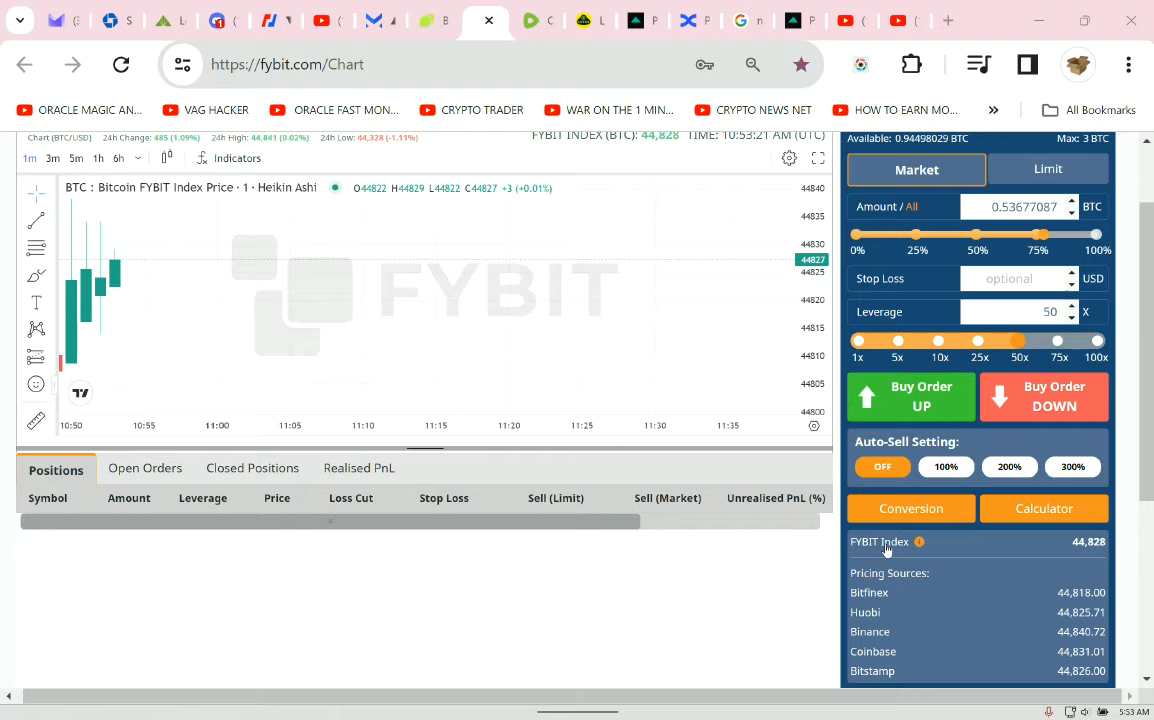 https://fybit.com/Chart
ORACLE MAGIC AN...
VAG HACKER
ORACLE FAST MON...
CRYPTO TRADER
WAR ON THE 1 MIN...
CRYPTO NEWS NET
HOW TO EARN MO...
»
All Bookmarks
Chart (BTC/USD) 24h Change: 485 (1.09%) 24h High: 44,841 (0.02%) 24h Low: 44,328 (-1.11%)
FYBIT INDEX (BTC): 44,828 TIME: 10:53:21 AM (UTC)
1m 3m 5m 1h 6h Indicators
BTC : Bitcoin FYBIT Index Price · 1 · Heikin Ashi O44822 H44829 L44822 C44827 +3 (+0.01%)
FYBIT
44840
44835
44830
44827
44825
44820
44815
44810
44805
44800
10:50 10:55 11:00 11:05 11:10 11:15 11:20 11:25 11:30 11:35
Positions Open Orders Closed Positions Realised PnL
Symbol Amount Leverage Price Loss Cut Stop Loss Sell (Limit) Sell (Market) Unrealised PnL (%)
Available: 0.94498029 BTC Max: 3 BTC
Market Limit
Amount / All 0.53677087 BTC
0% 25% 50% 75% 100%
Stop Loss optional USD
Leverage 50 X
1x 5x 10x 25x 50x 75x 100x
Buy Order
UP
Buy Order
DOWN
Auto-Sell Setting:
OFF 100% 200% 300%
Conversion Calculator
FYBIT Index 44,828
Pricing Sources:
Bitfinex 44,818.00
Huobi 44,825.71
Binance 44,840.72
Coinbase 44,831.01
Bitstamp 44,826.00
5:53 AM